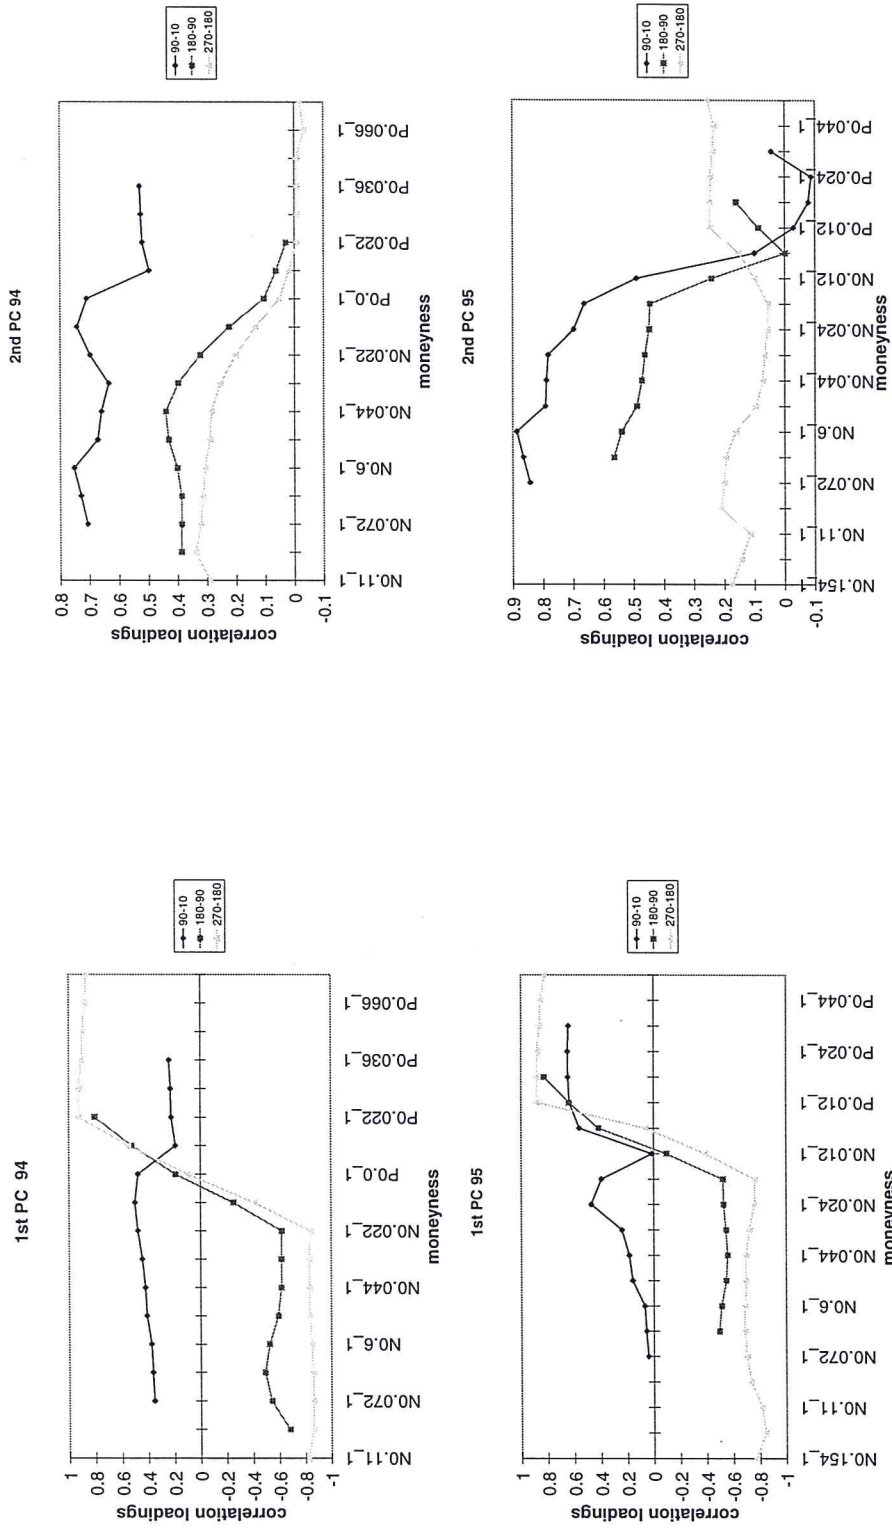 1st PC 94
1
0.8
0.6
0.4
0.2
0
-0.2
-0.4
-0.6
-0.8
-1
correlation loadings
N0.11_1
N0.072_1
N0.6_1
N0.044_1
N0.022_1
P0.0_1
P0.022_1
P0.036_1
P0.066_1
moneyness
90-10
180-90
270-180
2nd PC 94
0.8
0.7
0.6
0.5
0.4
0.3
0.2
0.1
0
-0.1
correlation loadings
N0.11_1
N0.072_1
N0.6_1
N0.044_1
N0.022_1
P0.0_1
P0.022_1
P0.036_1
P0.066_1
moneyness
90-10
180-90
270-180
1st PC 95
1
0.8
0.6
0.4
0.2
0
-0.2
-0.4
-0.6
-0.8
-1
correlation loadings
N0.154_1
N0.11_1
N0.072_1
N0.6_1
N0.044_1
N0.024_1
N0.012_1
P0.012_1
P0.024_1
P0.044_1
moneyness
90-10
180-90
270-180
2nd PC 95
0.9
0.8
0.7
0.6
0.5
0.4
0.3
0.2
0.1
0
-0.1
correlation loadings
N0.154_1
N0.11_1
N0.072_1
N0.6_1
N0.044_1
N0.024_1
N0.012_1
P0.012_1
P0.024_1
P0.044_1
moneyness
90-10
180-90
270-180